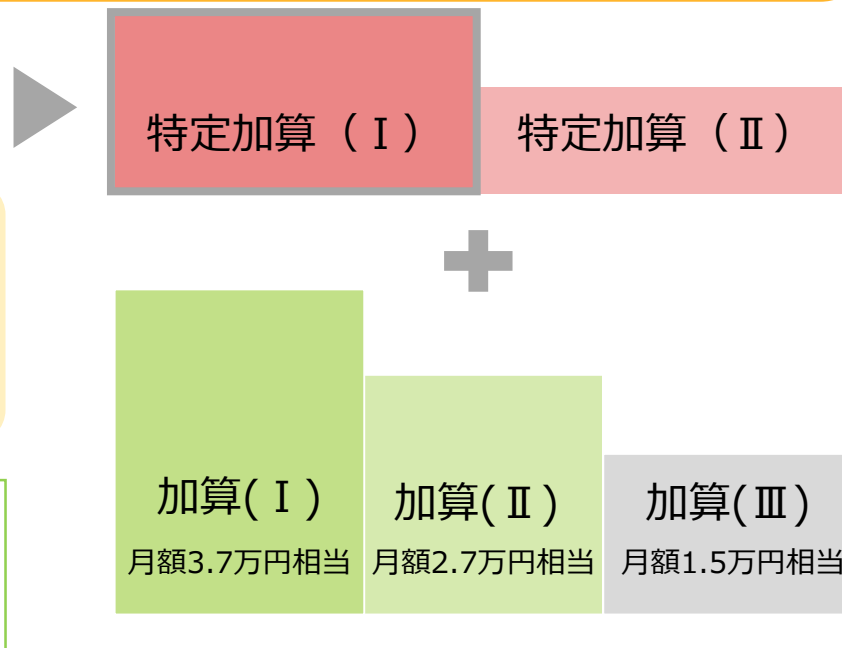 特定加算（Ⅰ）
特定加算（Ⅱ）
加算(Ⅰ)
月額3.7万円相当
加算(Ⅱ)
月額2.7万円相当
加算(Ⅲ)
月額1.5万円相当